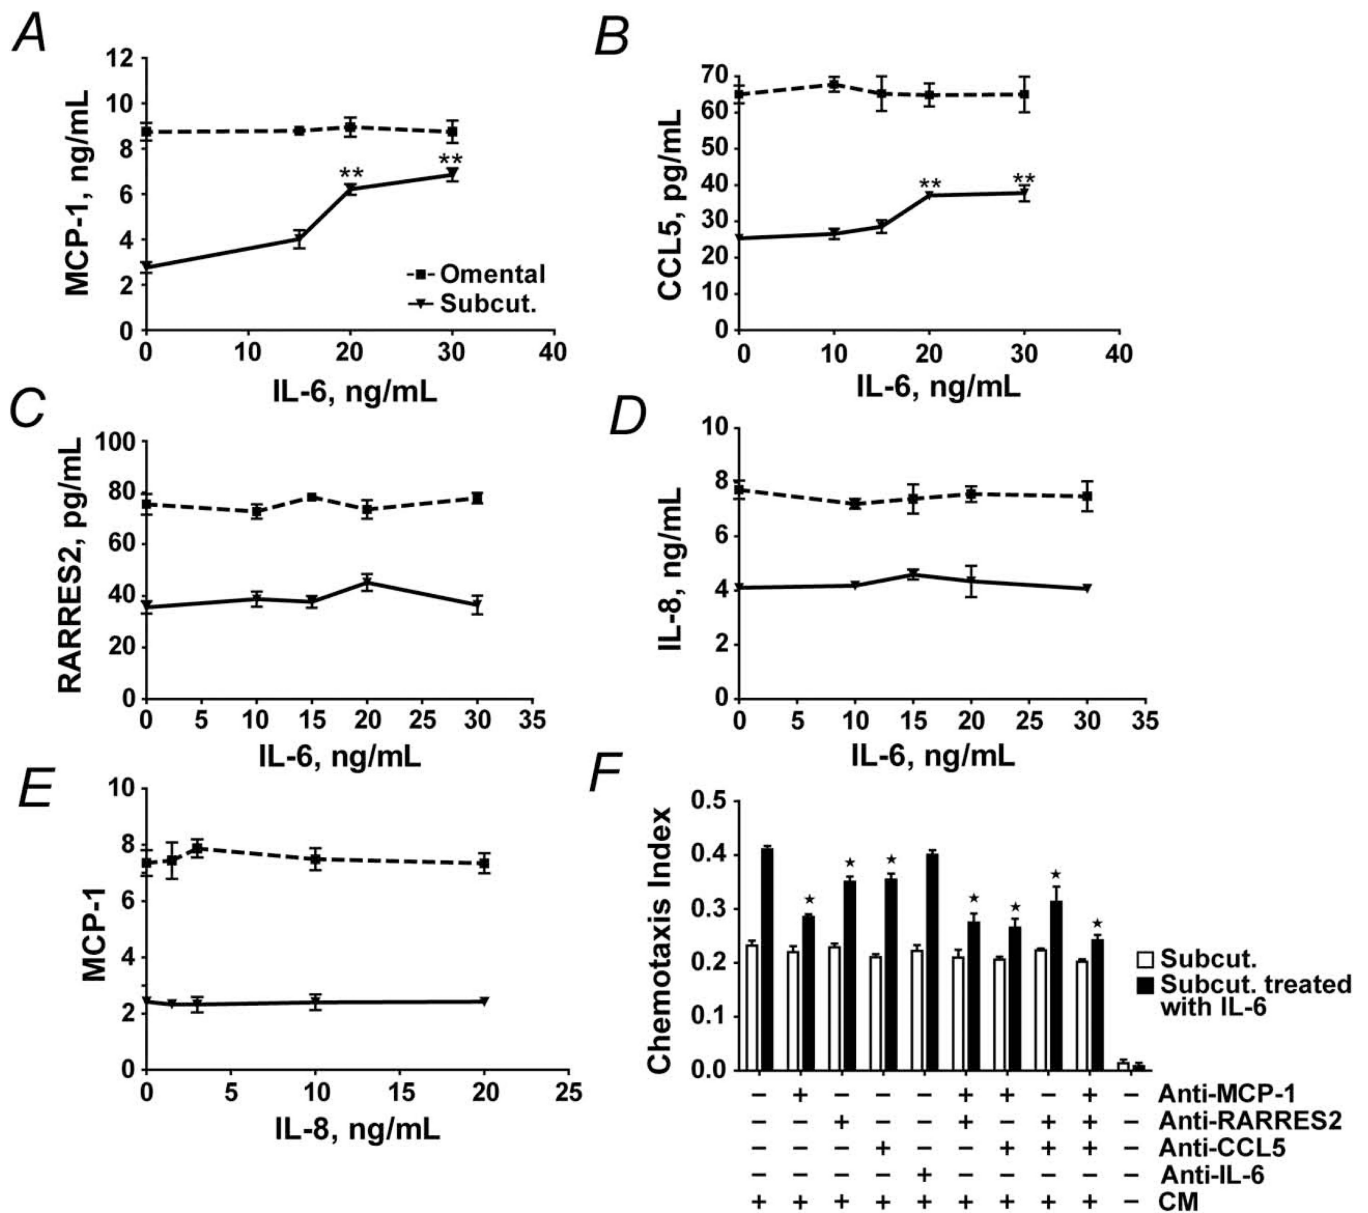 A
B
12
10
8
6
4
2
0
MCP-1, ng/mL
**
**
Omental
Subcut.
0 10 20 30 40
IL-6, ng/mL
70
60
50
40
30
20
10
0
CCL5, pg/mL
**
**
0 10 20 30 40
IL-6, ng/mL
C
D
100
80
60
40
20
0
RARRES2, pg/mL
0 5 10 15 20 25 30 35
IL-6, ng/mL
10
8
6
4
2
0
IL-8, ng/mL
0 5 10 15 20 25 30 35
IL-6, ng/mL
E
F
10
8
6
4
2
0
MCP-1
0 5 10 15 20 25
IL-8, ng/mL
0.5
0.4
0.3
0.2
0.1
0.0
Chemotaxis Index
★ ★ ★ ★ ★ ★ ★
Subcut.
Subcut. treated
with IL-6
− + − − − + + − + − Anti-MCP-1
− − + − − + − + + − Anti-RARRES2
− − − + − − + + + − Anti-CCL5
− − − − + − − − − − Anti-IL-6
+ + + + + + + + + − CM